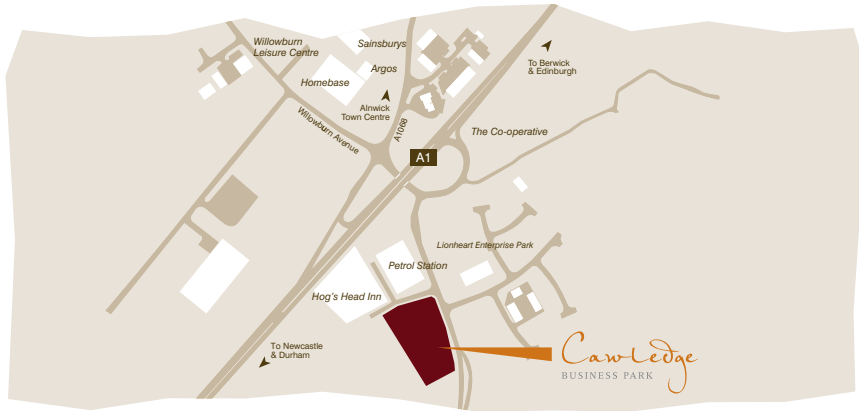 Willowburn
Leisure Centre
Sainsburys
Argos
Homebase
To Berwick
& Edinburgh
Alnwick
Town Centre
Willowburn Avenue
A1068
The Co-operative
A1
Lionheart Enterprise Park
Petrol Station
Hog's Head Inn
To Newcastle
& Durham
Cawledge
BUSINESS PARK